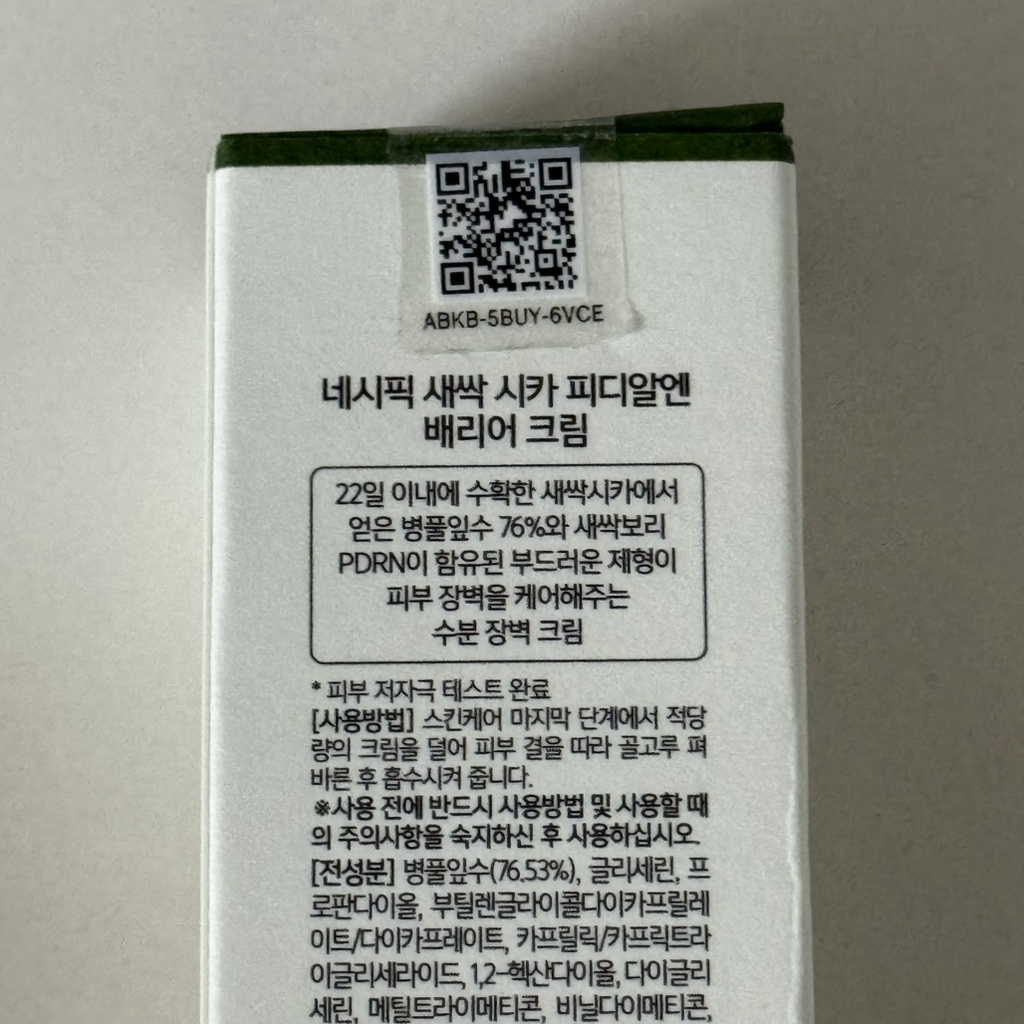 ABKB-5BUY-6VCE
네시픽 새싹 시카 피디알엔
배리어 크림
22일 이내에 수확한 새싹시카에서
얻은 병풀잎수 76%와 새싹보리
PDRN이 함유된 부드러운 제형이
피부 장벽을 케어해주는
수분 장벽 크림
* 피부 저자극 테스트 완료
[사용방법] 스킨케어 마지막 단계에서 적당
량의 크림을 덜어 피부 결을 따라 골고루 펴
바른 후 흡수시켜 줍니다.
※사용 전에 반드시 사용방법 및 사용할 때
의 주의사항을 숙지하신 후 사용하십시오.
[전성분] 병풀잎수(76.53%), 글리세린, 프
로판다이올, 부틸렌글라이콜다이카프릴레
이트/다이카프레이트, 카프릴릭/카프릭트라
이글리세라이드, 1,2-헥산다이올, 다이글리
세린, 메틸트라이메티콘, 비닐다이메티콘,